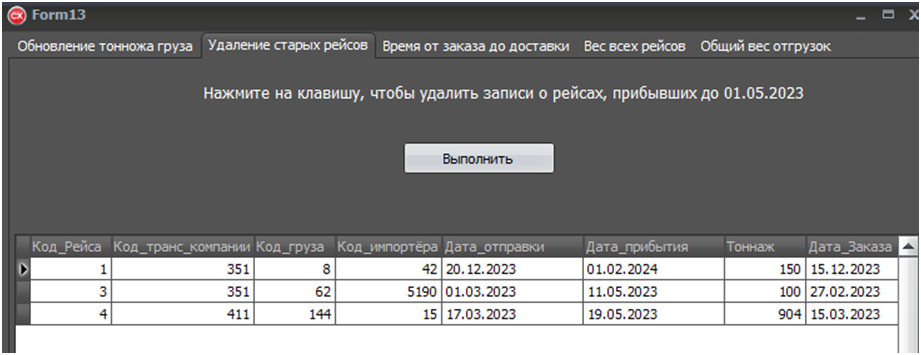 Form13
Обновление тонножа груза Удаление старых рейсов Время от заказа до доставки Вес всех рейсов Общий вес отгрузок
Нажмите на клавишу, чтобы удалить записи о рейсах, прибывших до 01.05.2023
Выполнить
Код_Рейса Код_транс_компании Код_груза Код_импортёра Дата_отправки Дата_прибытия Тоннаж Дата_Заказа
1 351 8 42 20.12.2023 01.02.2024 150 15.12.2023
3 351 62 5190 01.03.2023 11.05.2023 100 27.02.2023
4 411 144 15 17.03.2023 19.05.2023 904 15.03.2023